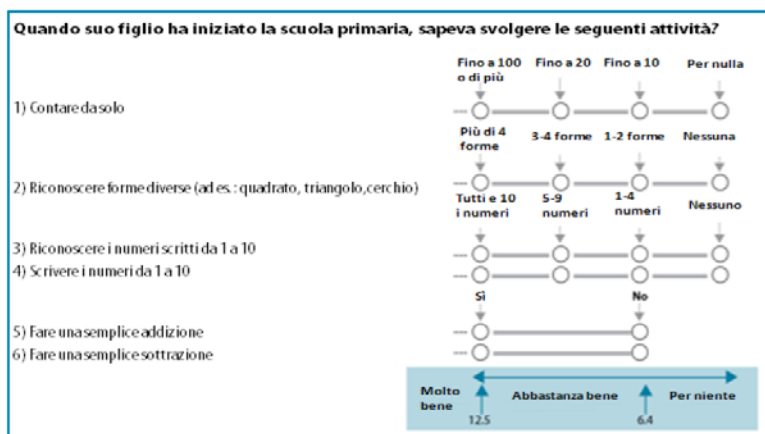 Quando suo figlio ha iniziato la scuola primaria, sapeva svolgere le seguenti attività?
Fino a 100 o di più Fino a 20 Fino a 10 Per nulla
1) Contare da solo
Più di 4 forme 3-4 forme 1-2 forme Nessuna
2) Riconoscere forme diverse (ad es.: quadrato, triangolo, cerchio)
Tutti e 10 i numeri 5-9 numeri 1-4 numeri Nessuno
3) Riconoscere i numeri scritti da 1 a 10
4) Scrivere i numeri da 1 a 10
Sì No
5) Fare una semplice addizione
6) Fare una semplice sottrazione
Molto bene Abbastanza bene Per niente
12.5 6.4